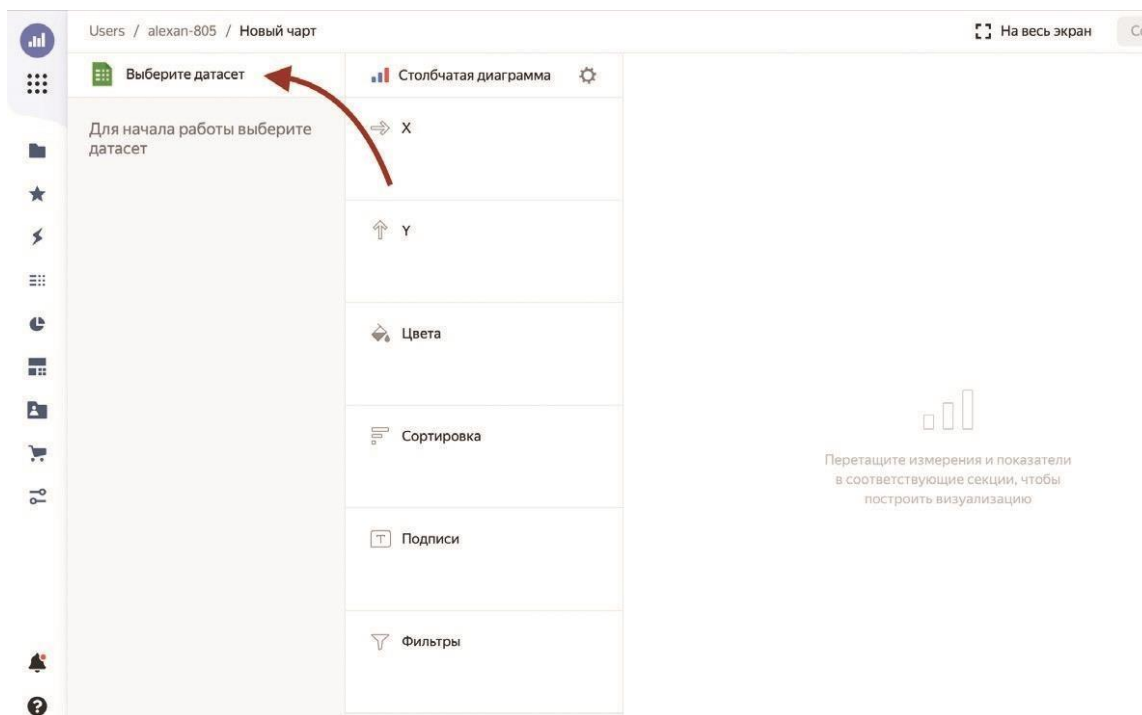 Users / alexan-805 / Новый чарт
На весь экран
Выберите датасет
Столбчатая диаграмма
Для начала работы выберите
датасет
X
Y
Цвета
Сортировка
Подписи
Фильтры
Перетащите измерения и показатели
в соответствующие секции, чтобы
построить визуализацию